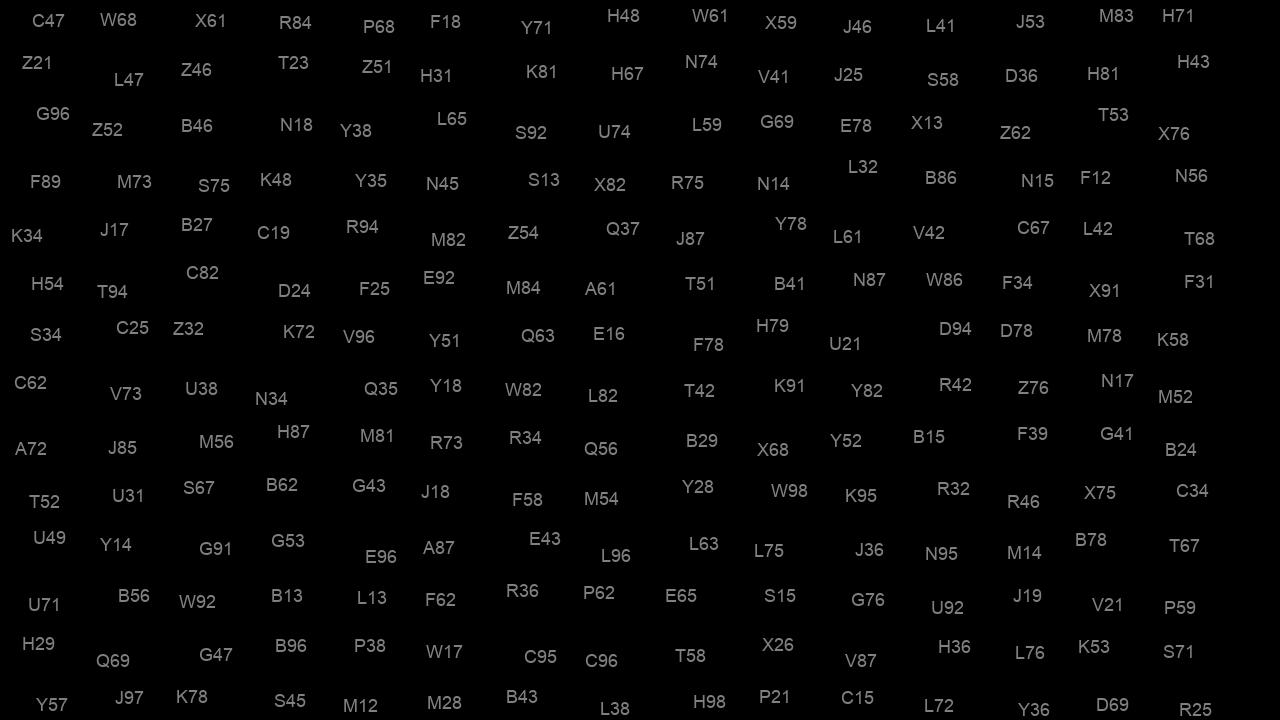 C47 W68 X61 R84 P68 F18 Y71 H48 W61 X59 J46 L41 J53 M83 H71
Z21 L47 Z46 T23 Z51 H31 K81 H67 N74 V41 J25 S58 D36 H81 H43
G96 Z52 B46 N18 Y38 L65 S92 U74 L59 G69 E78 X13 Z62 T53 X76
F89 M73 S75 K48 Y35 N45 S13 X82 R75 N14 L32 B86 N15 F12 N56
K34 J17 B27 C19 R94 M82 Z54 Q37 J87 Y78 L61 V42 C67 L42 T68
H54 T94 C82 D24 F25 E92 M84 A61 T51 B41 N87 W86 F34 X91 F31
S34 C25 Z32 K72 V96 Y51 Q63 E16 F78 H79 U21 D94 D78 M78 K58
C62 V73 U38 N34 Q35 Y18 W82 L82 T42 K91 Y82 R42 Z76 N17 M52
A72 J85 M56 H87 M81 R73 R34 Q56 B29 X68 Y52 B15 F39 G41 B24
T52 U31 S67 B62 G43 J18 F58 M54 Y28 W98 K95 R32 R46 X75 C34
U49 Y14 G91 G53 E96 A87 E43 L96 L63 L75 J36 N95 M14 B78 T67
U71 B56 W92 B13 L13 F62 R36 P62 E65 S15 G76 U92 J19 V21 P59
H29 Q69 G47 B96 P38 W17 C95 C96 T58 X26 V87 H36 L76 K53 S71
Y57 J97 K78 S45 M12 M28 B43 L38 H98 P21 C15 L72 Y36 D69 R25